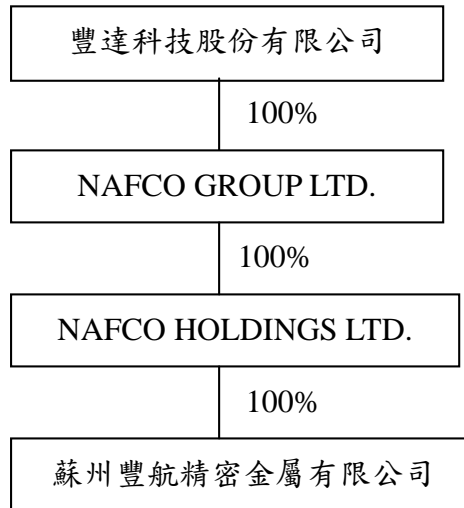 豐達科技股份有限公司
100%
NAFCO GROUP LTD.
100%
NAFCO HOLDINGS LTD.
100%
蘇州豐航精密金屬有限公司